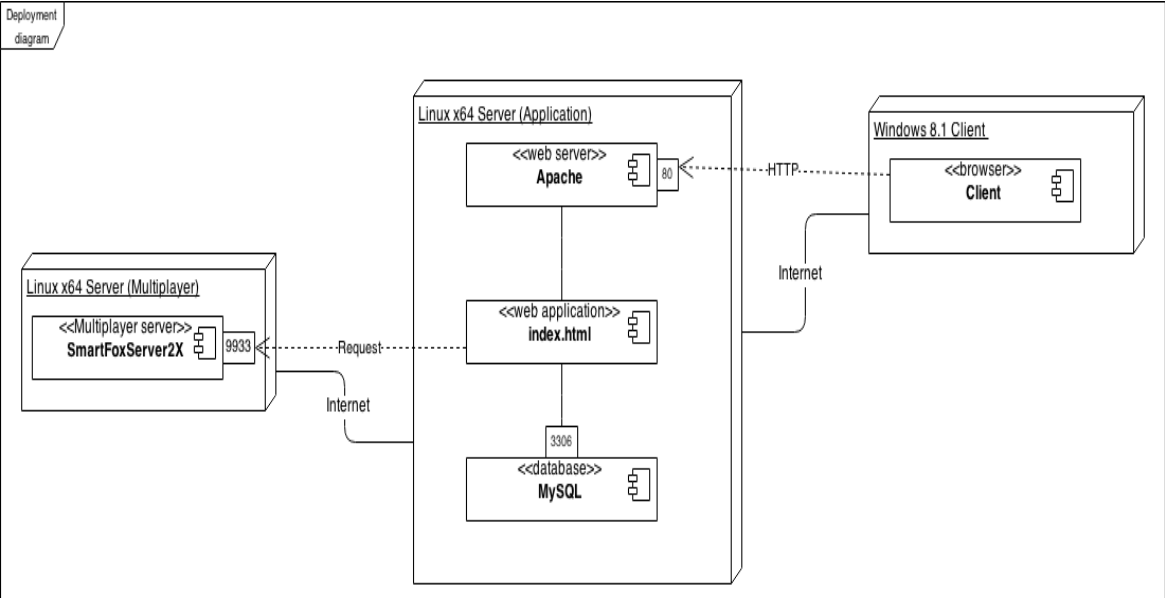 Deployment
diagram
Linux x64 Server (Application)
<<web server>>
Apache
80
HTTP
Windows 8.1 Client
<<browser>>
Client
Internet
Linux x64 Server (Multiplayer)
<<Multiplayer server>>
SmartFoxServer2X
9933
Request
<<web application>>
index.html
Internet
3306
<<database>>
MySQL